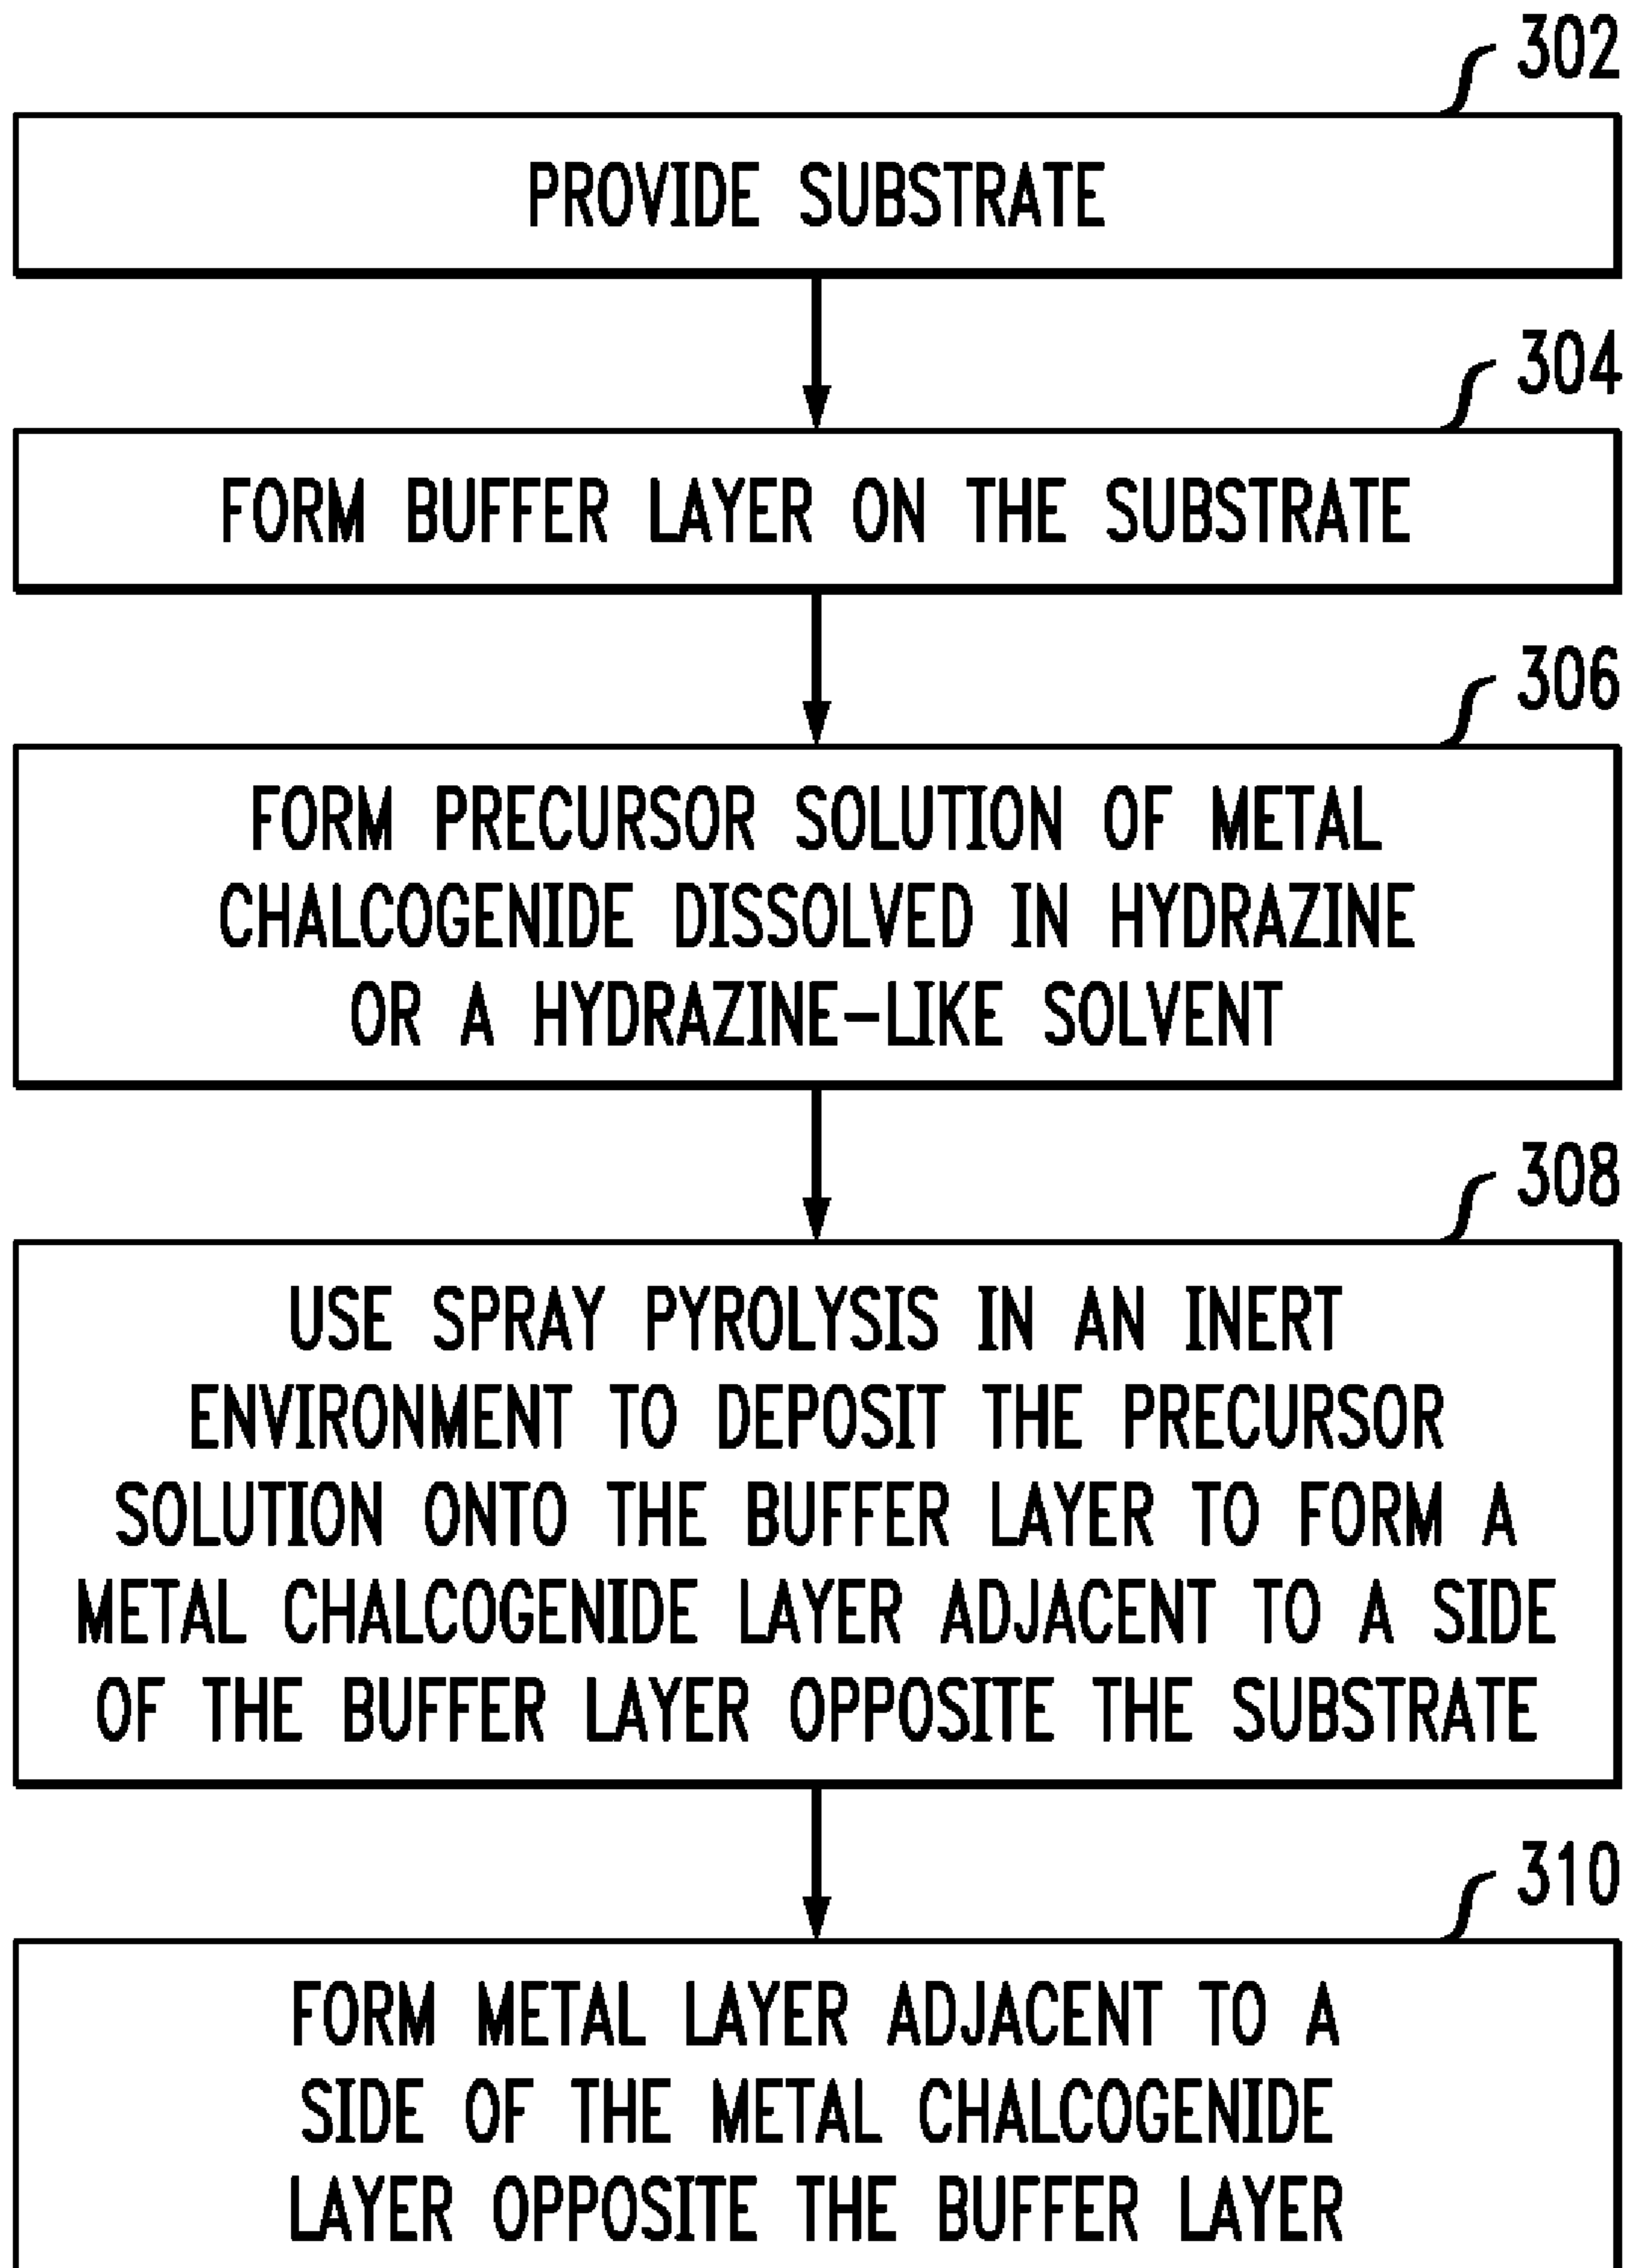 302
PROVIDE SUBSTRATE
304
FORM BUFFER LAYER ON THE SUBSTRATE
306
FORM PRECURSOR SOLUTION OF METAL
CHALCOGENIDE DISSOLVED IN HYDRAZINE
OR A HYDRAZINE-LIKE SOLVENT
308
USE SPRAY PYROLYSIS IN AN INERT
ENVIRONMENT TO DEPOSIT THE PRECURSOR
SOLUTION ONTO THE BUFFER LAYER TO FORM A
METAL CHALCOGENIDE LAYER ADJACENT TO A SIDE
OF THE BUFFER LAYER OPPOSITE THE SUBSTRATE
310
FORM METAL LAYER ADJACENT TO A
SIDE OF THE METAL CHALCOGENIDE
LAYER OPPOSITE THE BUFFER LAYER